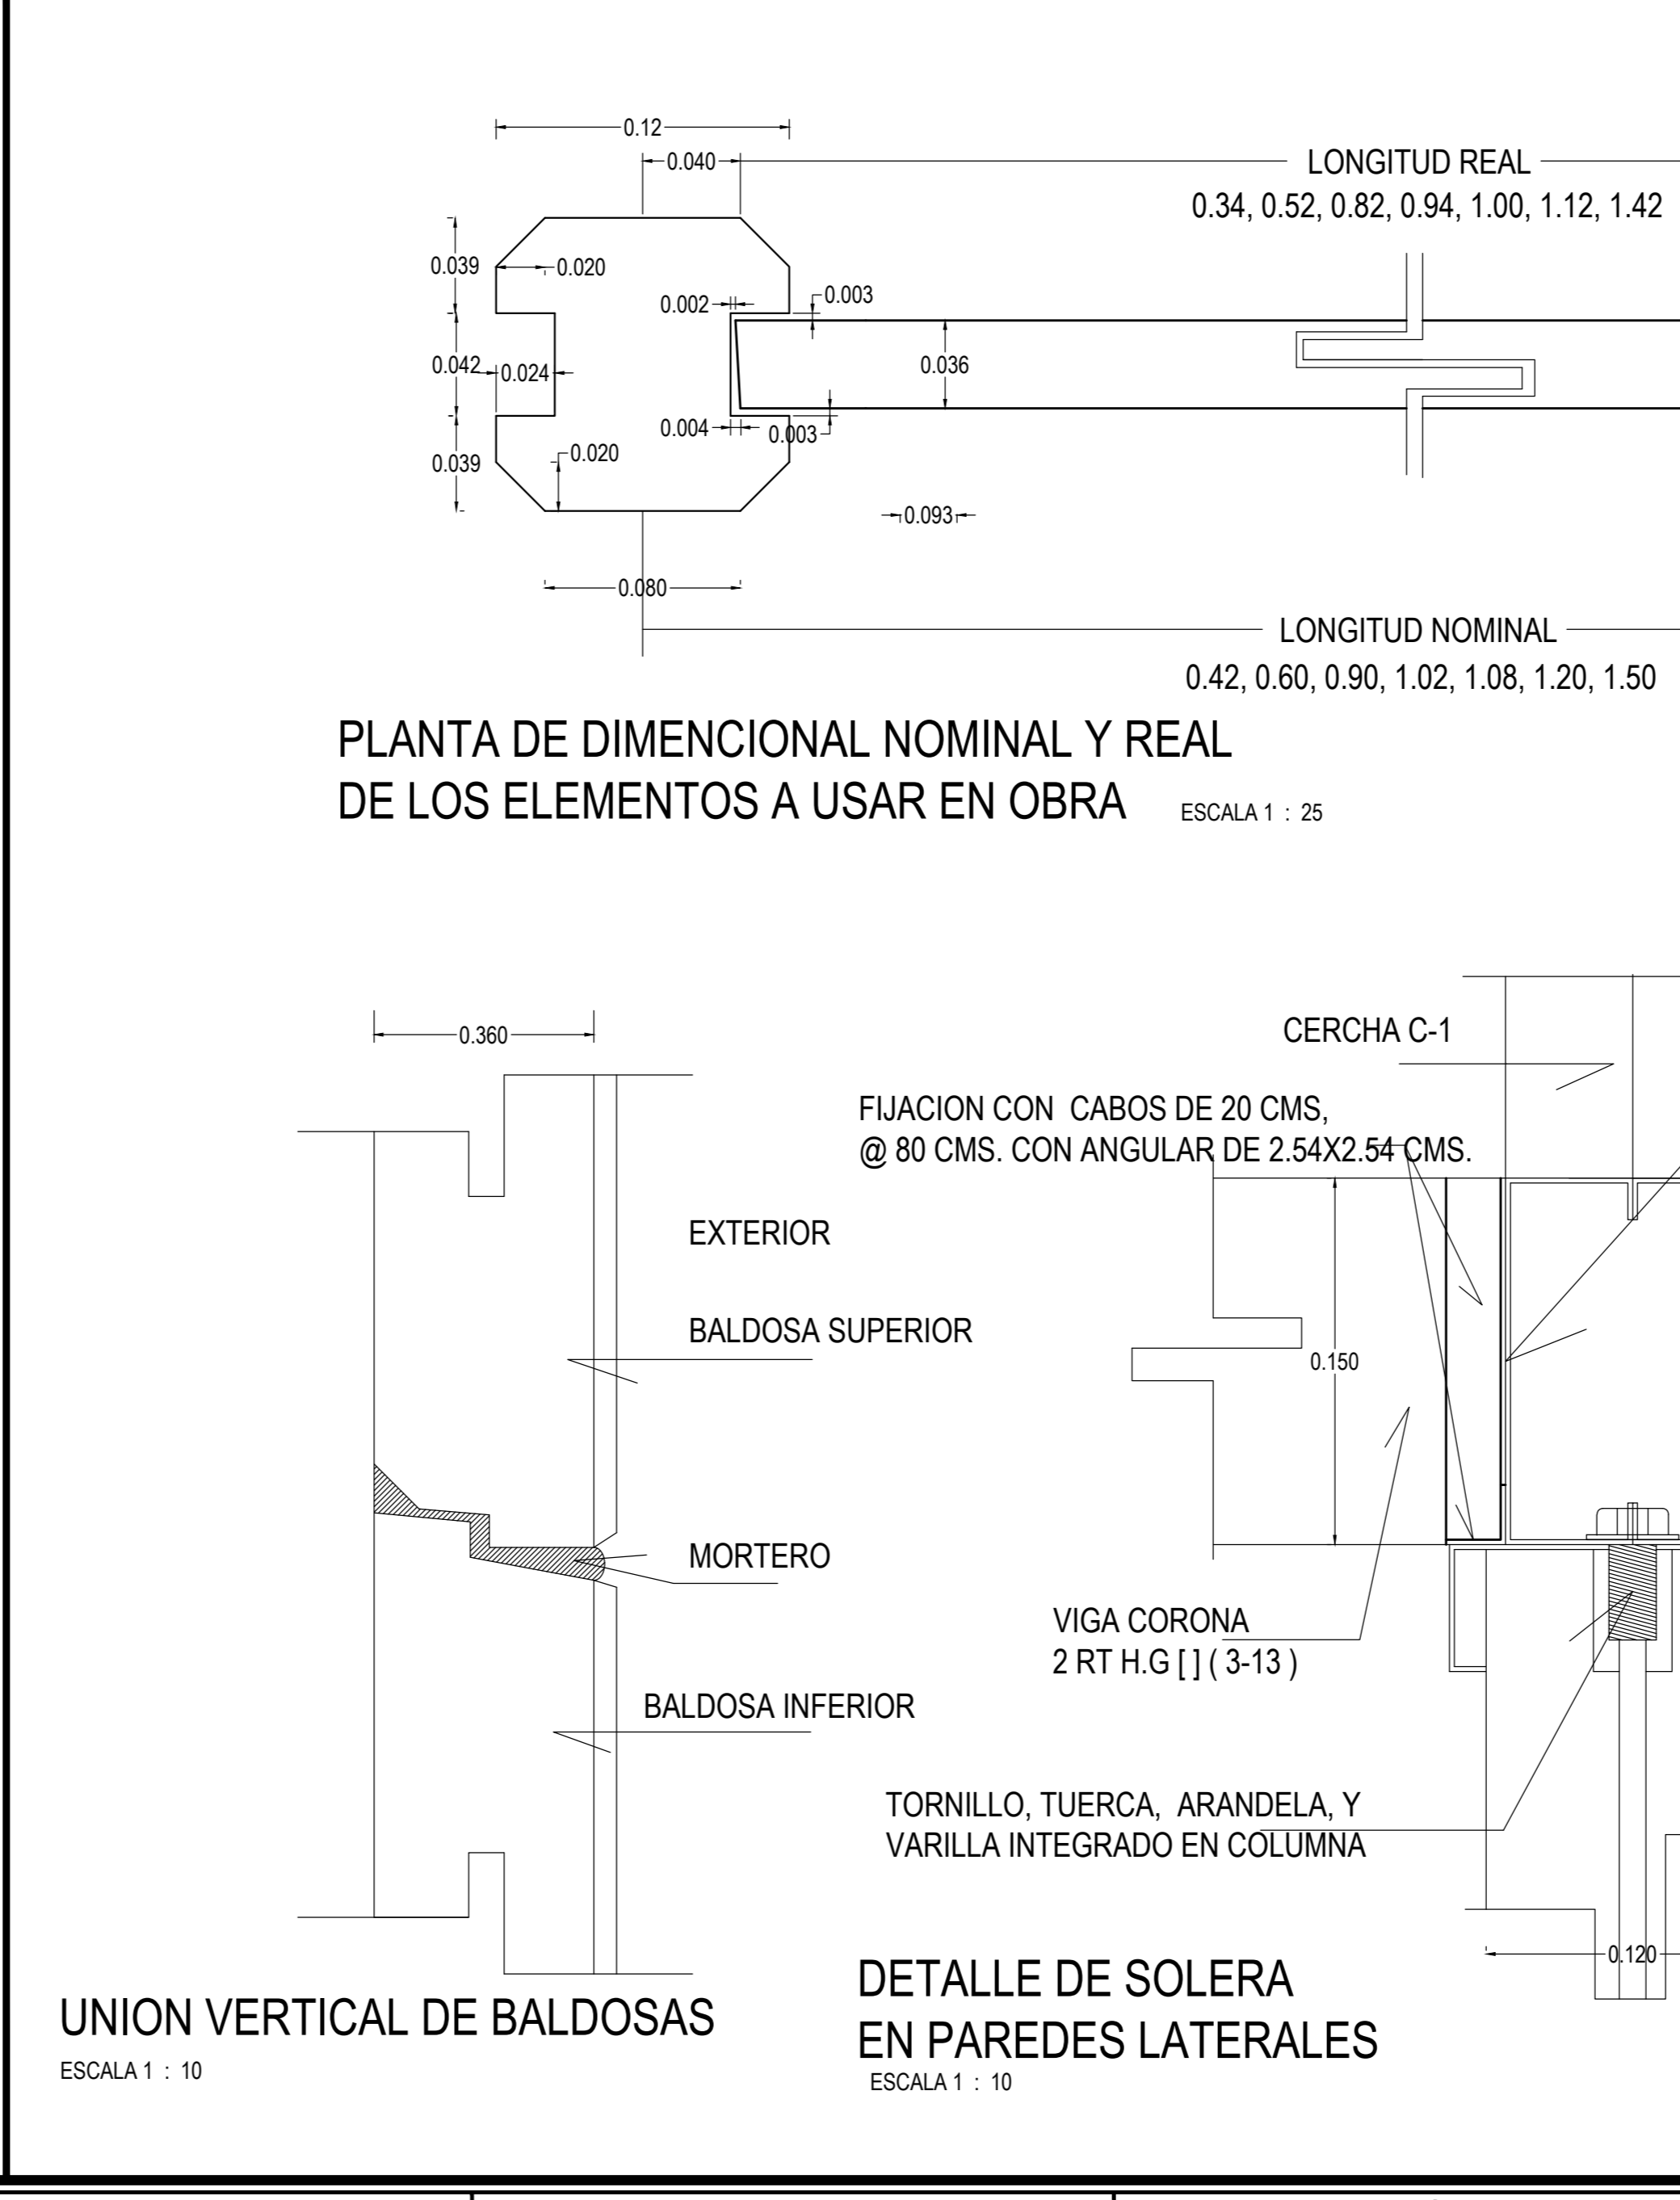 0.12
0.040
LONGITUD REAL
0.34, 0.52, 0.82, 0.94, 1.00, 1.12, 1.42
0.039
0.020
0.002
0.003
0.042
0.024
0.036
0.004
0.003
0.039
0.020
0.093
0.080
LONGITUD NOMINAL
0.42, 0.60, 0.90, 1.02, 1.08, 1.20, 1.50
PLANTA DE DIMENCIONAL NOMINAL Y REAL
DE LOS ELEMENTOS A USAR EN OBRA
ESCALA 1 : 25
0.360
EXTERIOR
BALDOSA SUPERIOR
MORTERO
BALDOSA INFERIOR
UNION VERTICAL DE BALDOSAS
ESCALA 1 : 10
CERCHA C-1
FIJACION CON CABOS DE 20 CMS,
@ 80 CMS. CON ANGULAR DE 2.54X2.54 CMS.
0.150
VIGA CORONA
2 RT H.G [ ] ( 3-13 )
TORNILLO, TUERCA, ARANDELA, Y
VARILLA INTEGRADO EN COLUMNA
0.120
DETALLE DE SOLERA
EN PAREDES LATERALES
ESCALA 1 : 10